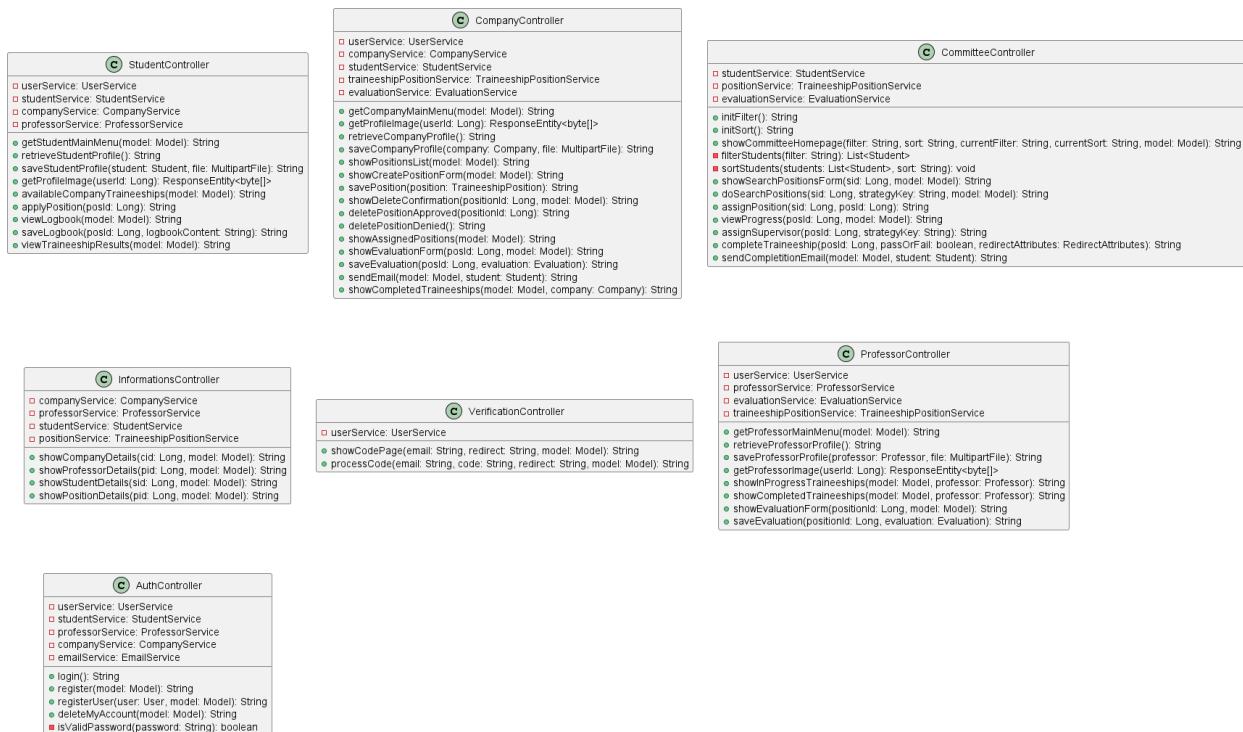 C StudentController
userService: UserService
studentService: StudentService
companyService: CompanyService
professorService: ProfessorService
getStudentMainMenu(model: Model): String
retrieveStudentProfile(): String
saveStudentProfile(student: Student, file: MultipartFile): String
getProfileImage(userId: Long): ResponseEntity<byte[]>
availableCompanyTraineeships(model: Model): String
applyPosition(posId: Long): String
viewLogbook(model: Model): String
saveLogbook(posId: Long, logbookContent: String): String
viewTraineeshipResults(model: Model): String
C CompanyController
userService: UserService
companyService: CompanyService
studentService: StudentService
traineeshipPositionService: TraineeshipPositionService
evaluationService: EvaluationService
getCompanyMainMenu(model: Model): String
getProfileImage(userId: Long): ResponseEntity<byte[]>
retrieveCompanyProfile(): String
saveCompanyProfile(company: Company, file: MultipartFile): String
showPositionsList(model: Model): String
showCreatePositionForm(model: Model): String
savePosition(position: TraineeshipPosition): String
showDeleteConfirmation(positionId: Long, model: Model): String
deletePositionApproved(positionId: Long): String
deletePositionDenied(): String
showAssignedPositions(model: Model): String
showEvaluationForm(posId: Long, model: Model): String
saveEvaluation(posId: Long, evaluation: Evaluation): String
sendEmail(model: Model, student: Student): String
showCompletedTraineeships(model: Model, company: Company): String
C CommitteeController
studentService: StudentService
positionService: TraineeshipPositionService
evaluationService: EvaluationService
initFilter(): String
initSort(): String
showCommitteeHomepage(filter: String, sort: String, currentFilter: String, currentSort: String, model: Model): String
filterStudents(filter: String): List<Student>
sortStudents(students: List<Student>, sort: String): void
showSearchPositionsForm(sid: Long, model: Model): String
doSearchPositions(sid: Long, strategyKey: String, model: Model): String
assignPosition(sid: Long, posId: Long): String
viewProgress(posId: Long, model: Model): String
assignSupervisor(posId: Long, strategyKey: String): String
completeTraineeship(posId: Long, passOrFail: boolean, redirectAttributes: RedirectAttributes): String
sendCompletitionEmail(model: Model, student: Student): String
C InformationsController
companyService: CompanyService
professorService: ProfessorService
studentService: StudentService
positionService: TraineeshipPositionService
showCompanyDetails(cid: Long, model: Model): String
showProfessorDetails(pid: Long, model: Model): String
showStudentDetails(sid: Long, model: Model): String
showPositionDetails(pid: Long, model: Model): String
C VerificationController
userService: UserService
showCodePage(email: String, redirect: String, model: Model): String
processCode(email: String, code: String, redirect: String, model: Model): String
C ProfessorController
userService: UserService
professorService: ProfessorService
evaluationService: EvaluationService
traineeshipPositionService: TraineeshipPositionService
getProfessorMainMenu(model: Model): String
retrieveProfessorProfile(): String
saveProfessorProfile(professor: Professor, file: MultipartFile): String
getProfessorImage(userId: Long): ResponseEntity<byte[]>
showInProgressTraineeships(model: Model, professor: Professor): String
showCompletedTraineeships(model: Model, professor: Professor): String
showEvaluationForm(positionId: Long, model: Model): String
saveEvaluation(positionId: Long, evaluation: Evaluation): String
C AuthController
userService: UserService
studentService: StudentService
professorService: ProfessorService
companyService: CompanyService
emailService: EmailService
login(): String
register(model: Model): String
registerUser(user: User, model: Model): String
deleteMyAccount(model: Model): String
isValidPassword(password: String): boolean